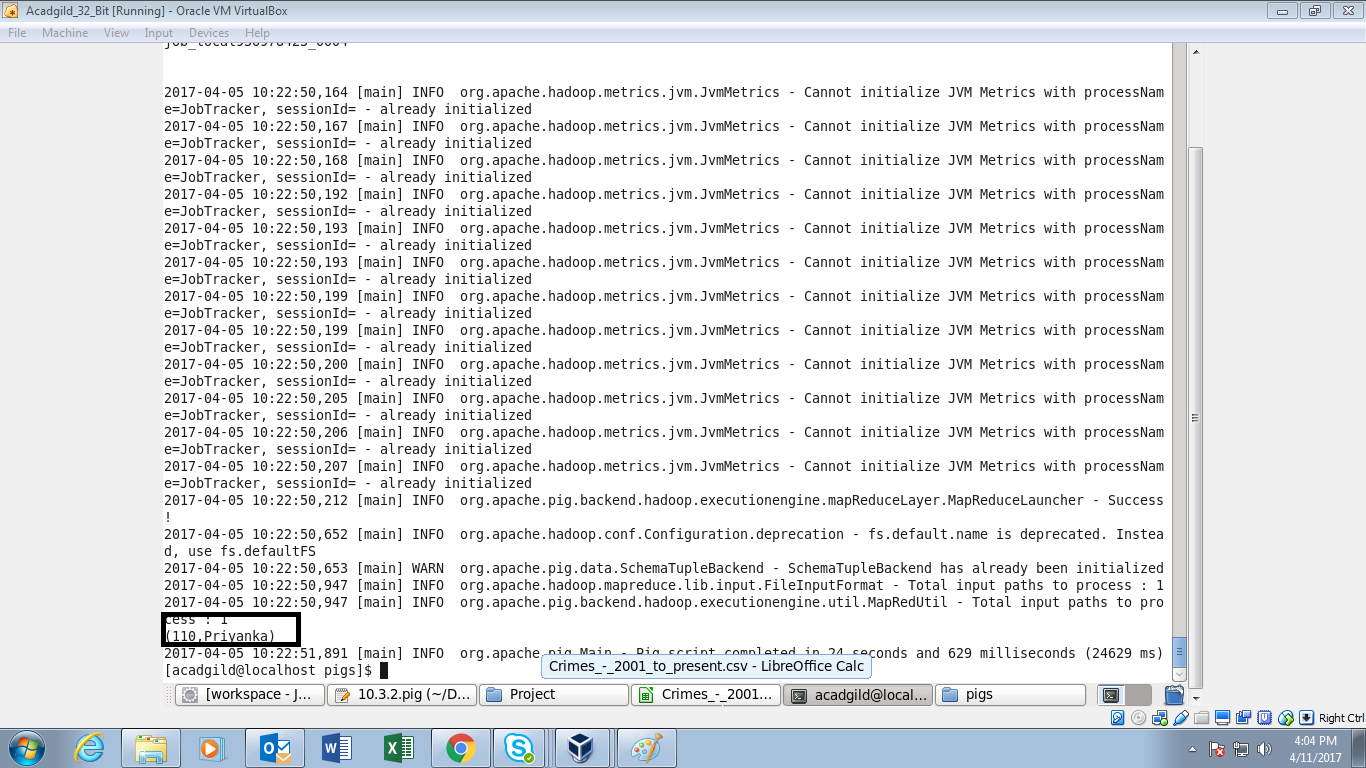 Acadgild_32_Bit [Running] - Oracle VM VirtualBox
File Machine View Input Devices Help
job_local930978423_0004
2017-04-05 10:22:50,164 [main] INFO  org.apache.hadoop.metrics.jvm.JvmMetrics - Cannot initialize JVM Metrics with processNam
e=JobTracker, sessionId= - already initialized
2017-04-05 10:22:50,167 [main] INFO  org.apache.hadoop.metrics.jvm.JvmMetrics - Cannot initialize JVM Metrics with processNam
e=JobTracker, sessionId= - already initialized
2017-04-05 10:22:50,168 [main] INFO  org.apache.hadoop.metrics.jvm.JvmMetrics - Cannot initialize JVM Metrics with processNam
e=JobTracker, sessionId= - already initialized
2017-04-05 10:22:50,192 [main] INFO  org.apache.hadoop.metrics.jvm.JvmMetrics - Cannot initialize JVM Metrics with processNam
e=JobTracker, sessionId= - already initialized
2017-04-05 10:22:50,193 [main] INFO  org.apache.hadoop.metrics.jvm.JvmMetrics - Cannot initialize JVM Metrics with processNam
e=JobTracker, sessionId= - already initialized
2017-04-05 10:22:50,193 [main] INFO  org.apache.hadoop.metrics.jvm.JvmMetrics - Cannot initialize JVM Metrics with processNam
e=JobTracker, sessionId= - already initialized
2017-04-05 10:22:50,199 [main] INFO  org.apache.hadoop.metrics.jvm.JvmMetrics - Cannot initialize JVM Metrics with processNam
e=JobTracker, sessionId= - already initialized
2017-04-05 10:22:50,199 [main] INFO  org.apache.hadoop.metrics.jvm.JvmMetrics - Cannot initialize JVM Metrics with processNam
e=JobTracker, sessionId= - already initialized
2017-04-05 10:22:50,200 [main] INFO  org.apache.hadoop.metrics.jvm.JvmMetrics - Cannot initialize JVM Metrics with processNam
e=JobTracker, sessionId= - already initialized
2017-04-05 10:22:50,205 [main] INFO  org.apache.hadoop.metrics.jvm.JvmMetrics - Cannot initialize JVM Metrics with processNam
e=JobTracker, sessionId= - already initialized
2017-04-05 10:22:50,206 [main] INFO  org.apache.hadoop.metrics.jvm.JvmMetrics - Cannot initialize JVM Metrics with processNam
e=JobTracker, sessionId= - already initialized
2017-04-05 10:22:50,207 [main] INFO  org.apache.hadoop.metrics.jvm.JvmMetrics - Cannot initialize JVM Metrics with processNam
e=JobTracker, sessionId= - already initialized
2017-04-05 10:22:50,212 [main] INFO  org.apache.pig.backend.hadoop.executionengine.mapReduceLayer.MapReduceLauncher - Success
!
2017-04-05 10:22:50,652 [main] INFO  org.apache.hadoop.conf.Configuration.deprecation - fs.default.name is deprecated. Instea
d, use fs.defaultFS
2017-04-05 10:22:50,653 [main] WARN  org.apache.pig.data.SchemaTupleBackend - SchemaTupleBackend has already been initialized
2017-04-05 10:22:50,947 [main] INFO  org.apache.hadoop.mapreduce.lib.input.FileInputFormat - Total input paths to process : 1
2017-04-05 10:22:50,947 [main] INFO  org.apache.pig.backend.hadoop.executionengine.util.MapRedUtil - Total input paths to pro
cess : 1
(110,Priyanka)
2017-04-05 10:22:51,891 [main] INFO  org.apache.pig.Main - Pig script completed in 24 seconds and 629 milliseconds (24629 ms)
[acadgild@localhost pigs]$
Crimes_-_2001_to_present.csv - LibreOffice Calc
[workspace - J... 10.3.2.pig (~/D... Project Crimes_-_2001... acadgild@local... pigs
Right Ctrl
4:04 PM
4/11/2017